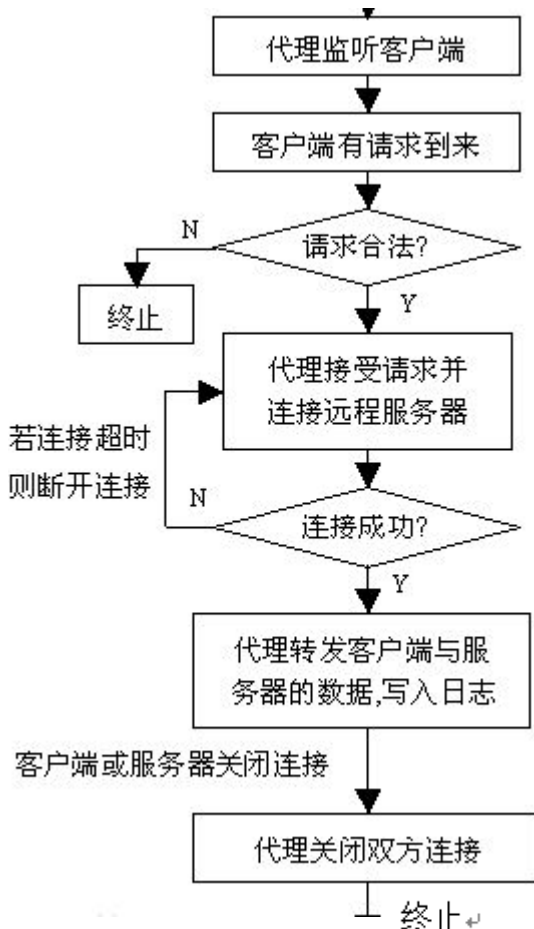 代理监听客户端
客户端有请求到来
请求合法?
N
终止
Y
代理接受请求并
连接远程服务器
若连接超时
则断开连接
N
连接成功?
Y
代理转发客户端与服
务器的数据,写入日志
客户端或服务器关闭连接
代理关闭双方连接
终止